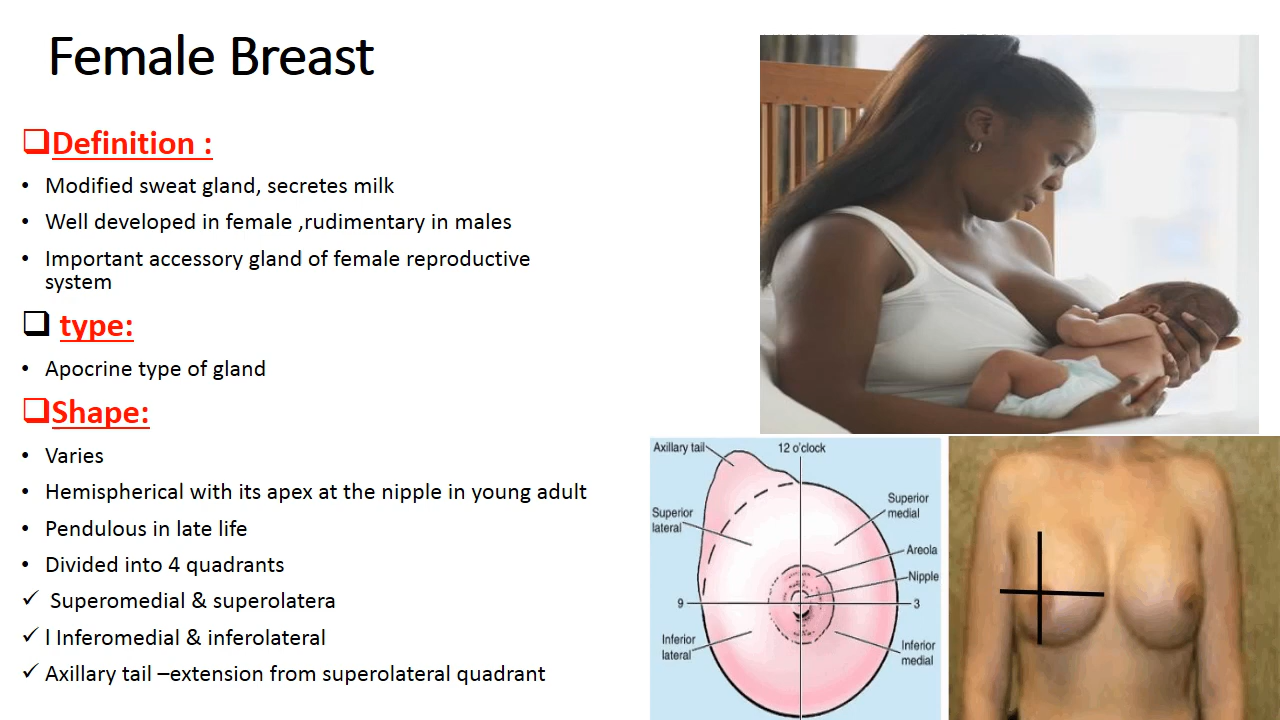 Female Breast
Definition :
• Modified sweat gland, secretes milk
• Well developed in female ,rudimentary in males
• Important accessory gland of female reproductive
system
type:
• Apocrine type of gland
Shape:
• Varies
• Hemispherical with its apex at the nipple in young adult
• Pendulous in late life
• Divided into 4 quadrants
✓ Superomedial & superolatera
✓ l Inferomedial & inferolateral
✓ Axillary tail –extension from superolateral quadrant
Axillary tail
12 o'clock
Superior
lateral
Superior
medial
Areola
Nipple
9
3
Inferior
lateral
Inferior
medial